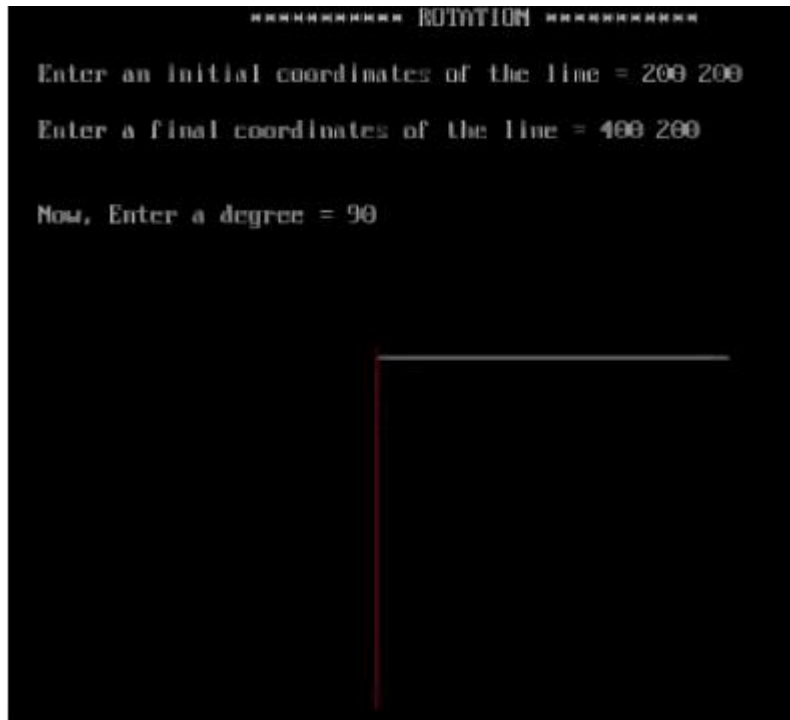 *********** ROTATION ***********
Enter an initial coordinates of the line = 200 200
Enter a final coordinates of the line = 400 200
Now, Enter a degree = 90